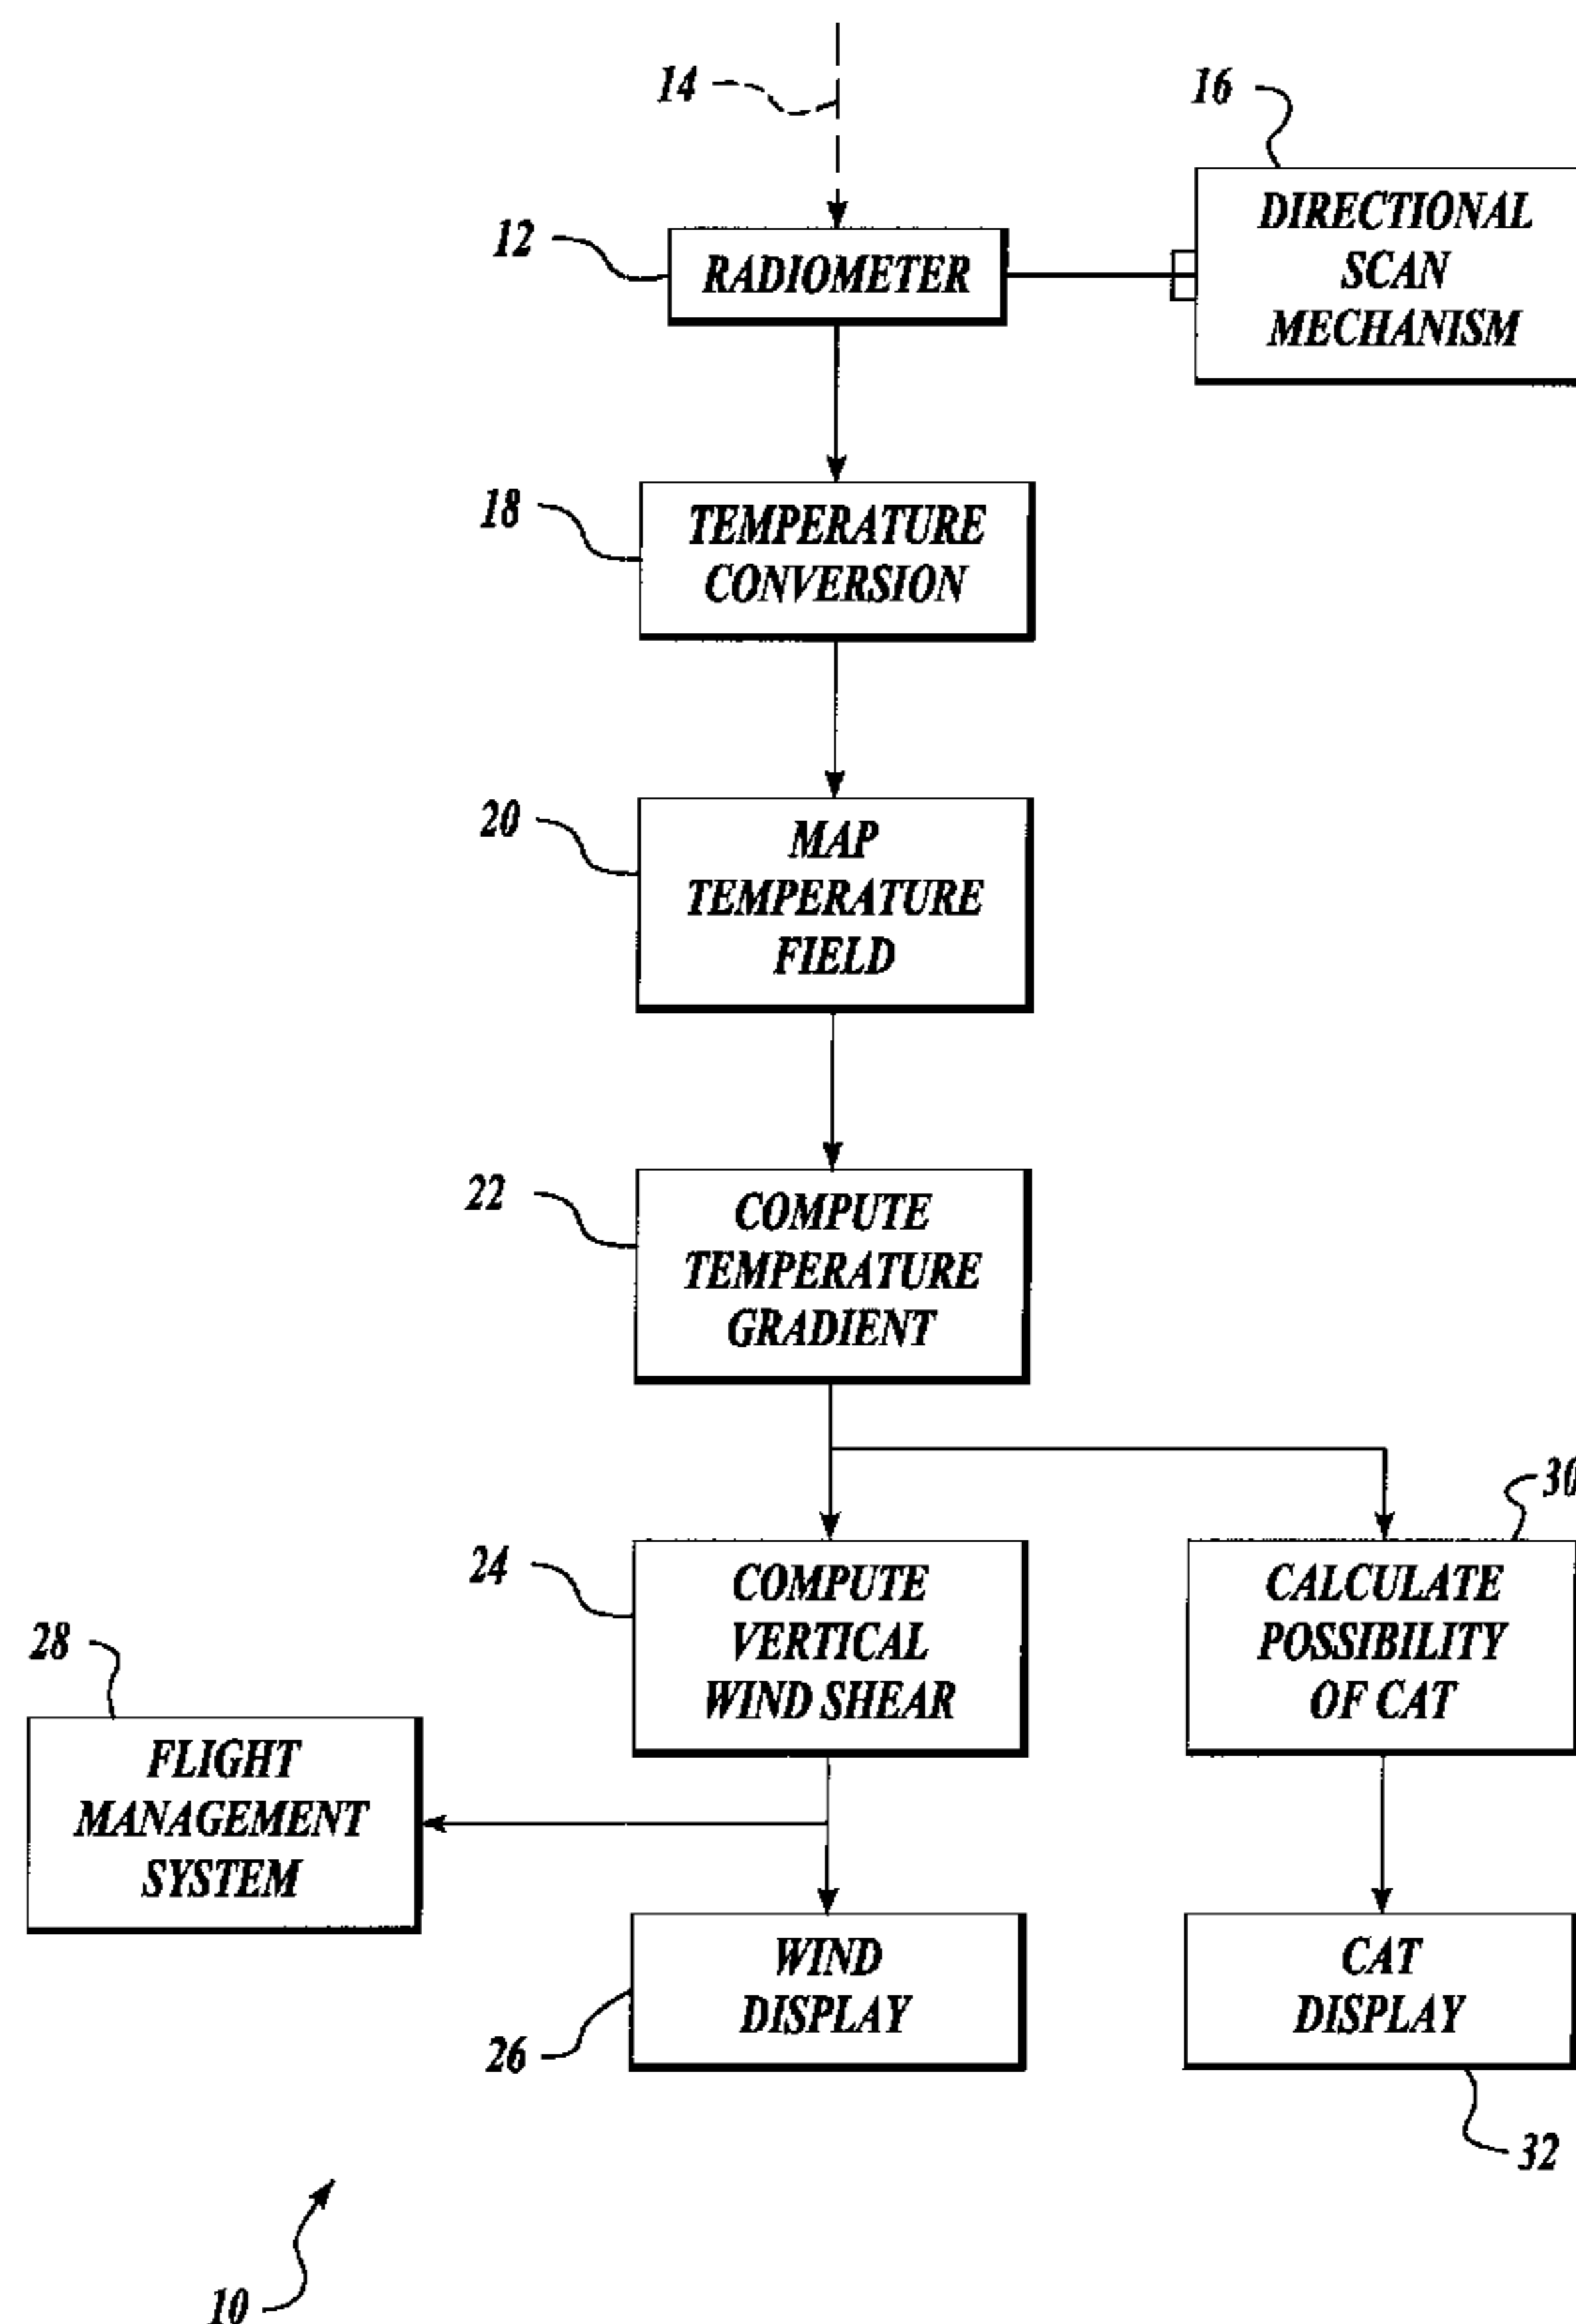 14
16
12
RADIOMETER
DIRECTIONAL
SCAN
MECHANISM
18
TEMPERATURE
CONVERSION
20
MAP
TEMPERATURE
FIELD
22
COMPUTE
TEMPERATURE
GRADIENT
30
24
COMPUTE
VERTICAL
WIND SHEAR
CALCULATE
POSSIBILITY
OF CAT
28
FLIGHT
MANAGEMENT
SYSTEM
WIND
DISPLAY
26
CAT
DISPLAY
32
10